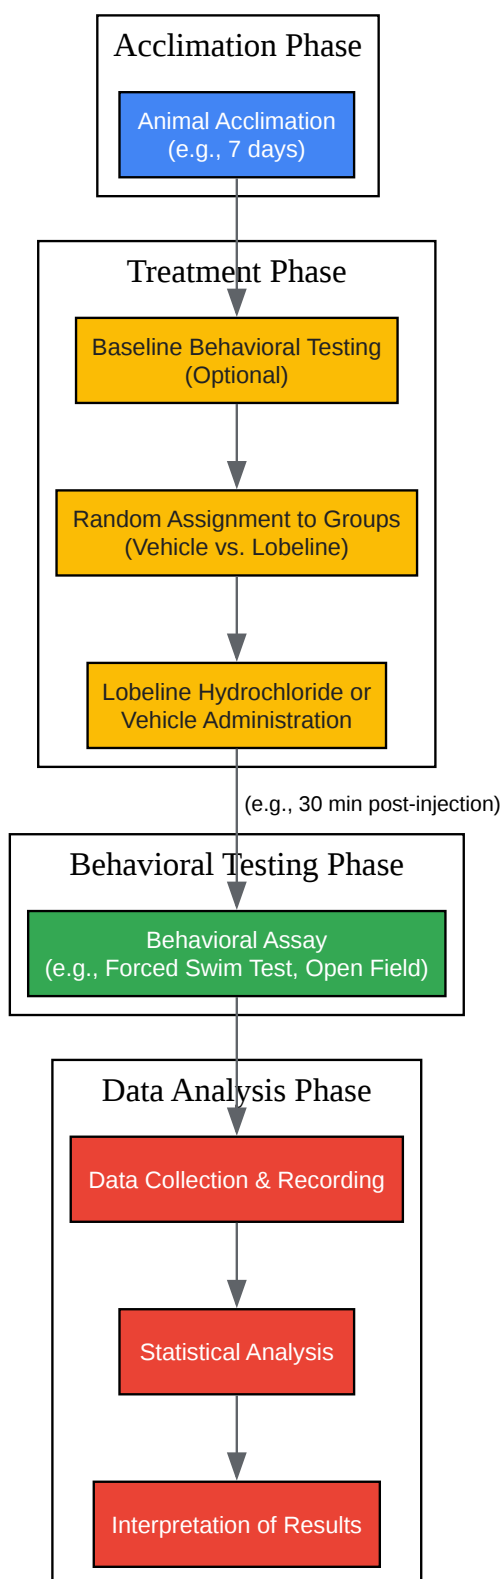 Acclimation Phase
Animal Acclimation
(e.g., 7 days)
Treatment Phase
Baseline Behavioral Testing
(Optional)
Random Assignment to Groups
(Vehicle vs. Lobeline)
Lobeline Hydrochloride or
Vehicle Administration
(e.g., 30 min post-injection)
Behavioral Testing Phase
Behavioral Assay
(e.g., Forced Swim Test, Open Field)
Data Analysis Phase
Data Collection & Recording
Statistical Analysis
Interpretation of Results